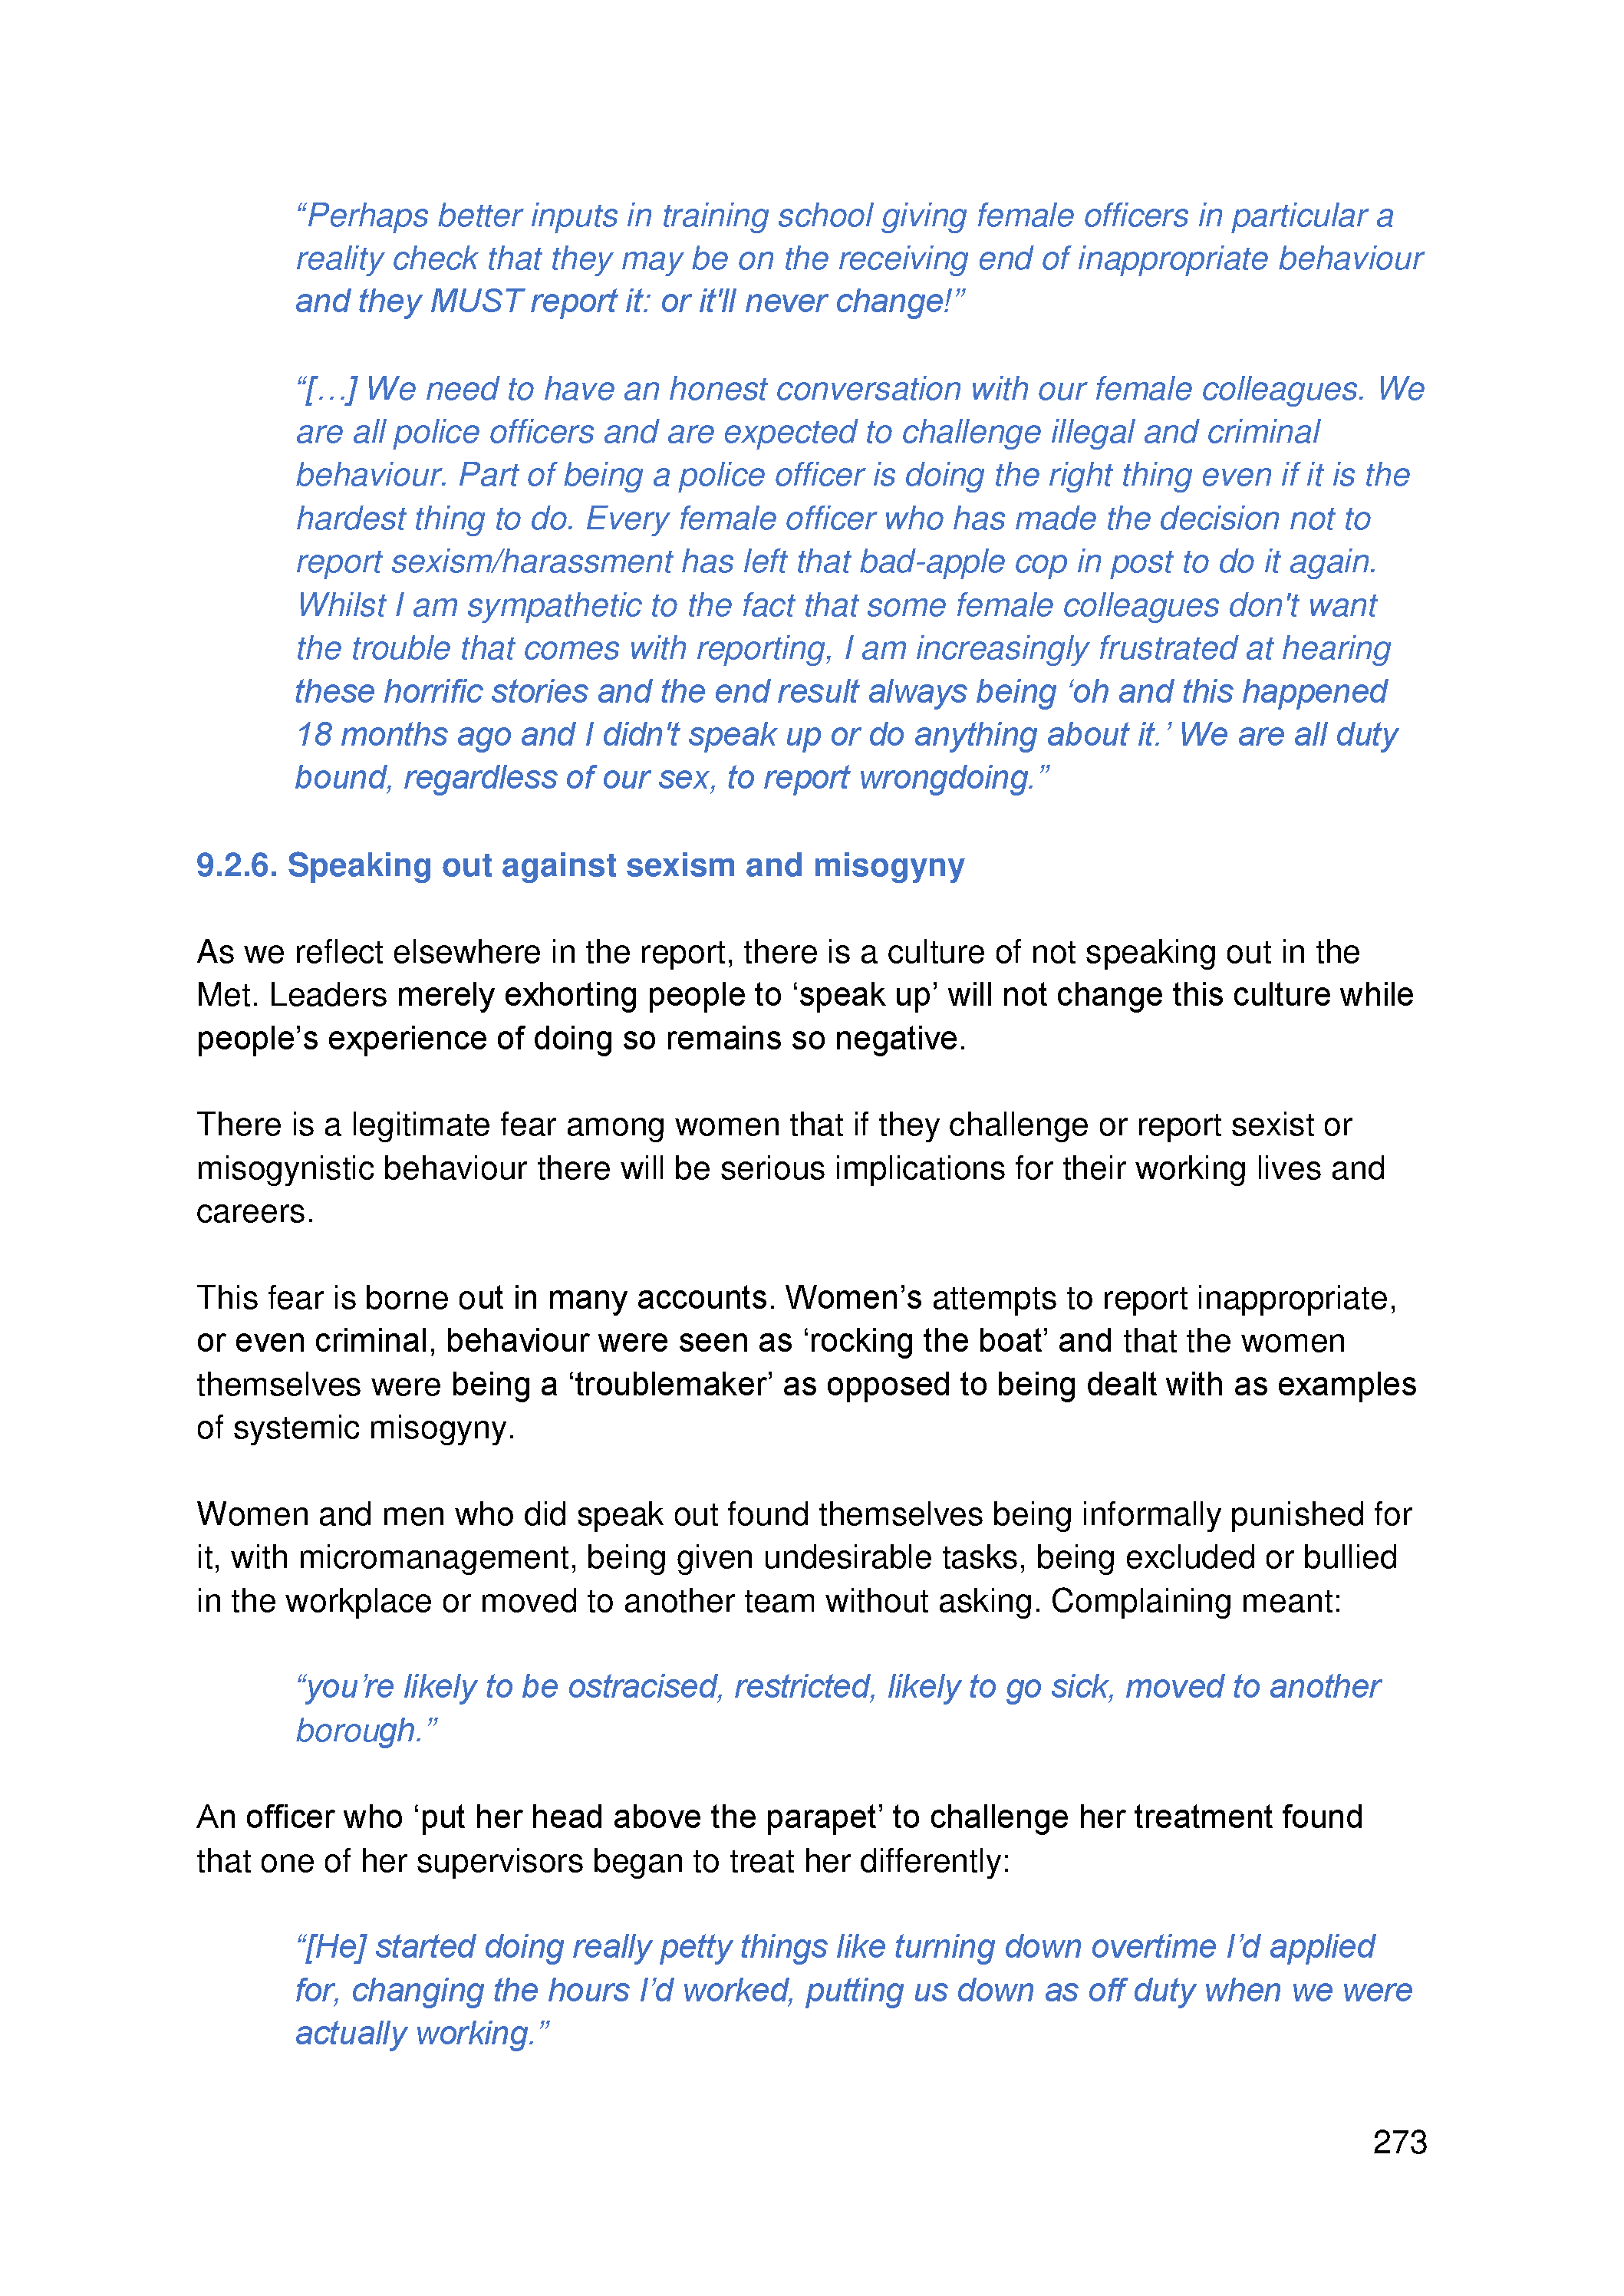 “Perhaps better inputs in training school giving female officers in particular a
reality check that they may be on the receiving end of inappropriate behaviour
and they MUST report it: or it'll never change!”
“[…] We need to have an honest conversation with our female colleagues. We
are all police officers and are expected to challenge illegal and criminal
behaviour. Part of being a police officer is doing the right thing even if it is the
hardest thing to do. Every female officer who has made the decision not to
report sexism/harassment has left that bad-apple cop in post to do it again.
Whilst I am sympathetic to the fact that some female colleagues don't want
the trouble that comes with reporting, I am increasingly frustrated at hearing
these horrific stories and the end result always being ‘oh and this happened
18 months ago and I didn't speak up or do anything about it.’ We are all duty
bound, regardless of our sex, to report wrongdoing.”
9.2.6. Speaking out against sexism and misogyny
As we reflect elsewhere in the report, there is a culture of not speaking out in the
Met. Leaders merely exhorting people to ‘speak up’ will not change this culture while
people’s experience of doing so remains so negative.
There is a legitimate fear among women that if they challenge or report sexist or
misogynistic behaviour there will be serious implications for their working lives and
careers.
This fear is borne out in many accounts. Women’s attempts to report inappropriate,
or even criminal, behaviour were seen as ‘rocking the boat’ and that the women
themselves were being a ‘troublemaker’ as opposed to being dealt with as examples
of systemic misogyny.
Women and men who did speak out found themselves being informally punished for
it, with micromanagement, being given undesirable tasks, being excluded or bullied
in the workplace or moved to another team without asking. Complaining meant:
“you’re likely to be ostracised, restricted, likely to go sick, moved to another
borough.”
An officer who ‘put her head above the parapet’ to challenge her treatment found
that one of her supervisors began to treat her differently:
“[He] started doing really petty things like turning down overtime I’d applied
for, changing the hours I’d worked, putting us down as off duty when we were
actually working.”
273